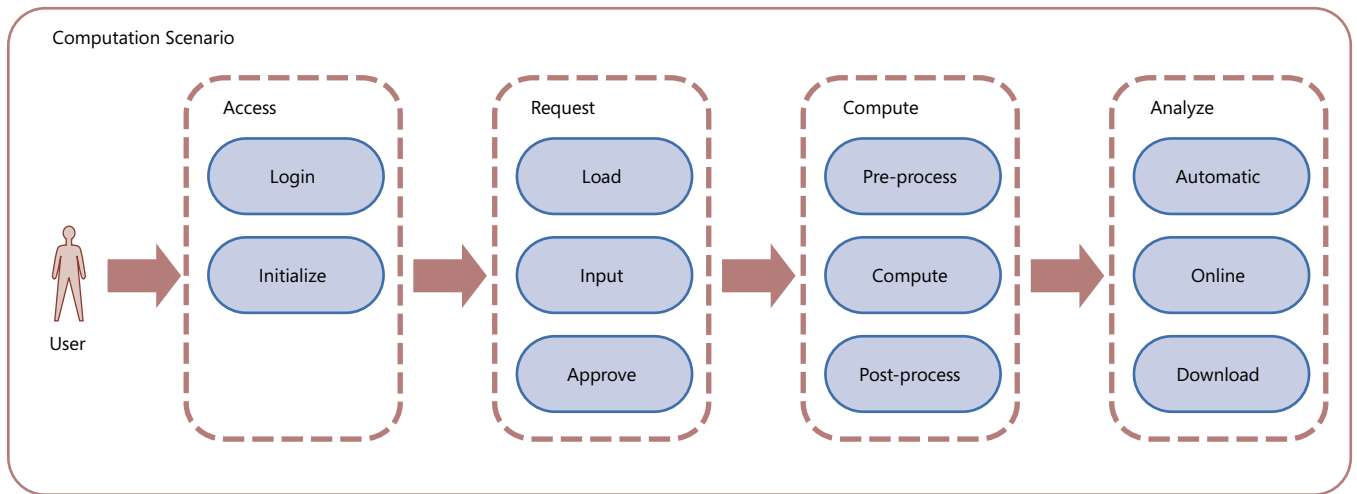 Computation Scenario
User
Access
Login
Initialize
Request
Load
Input
Approve
Compute
Pre-process
Compute
Post-process
Analyze
Automatic
Online
Download